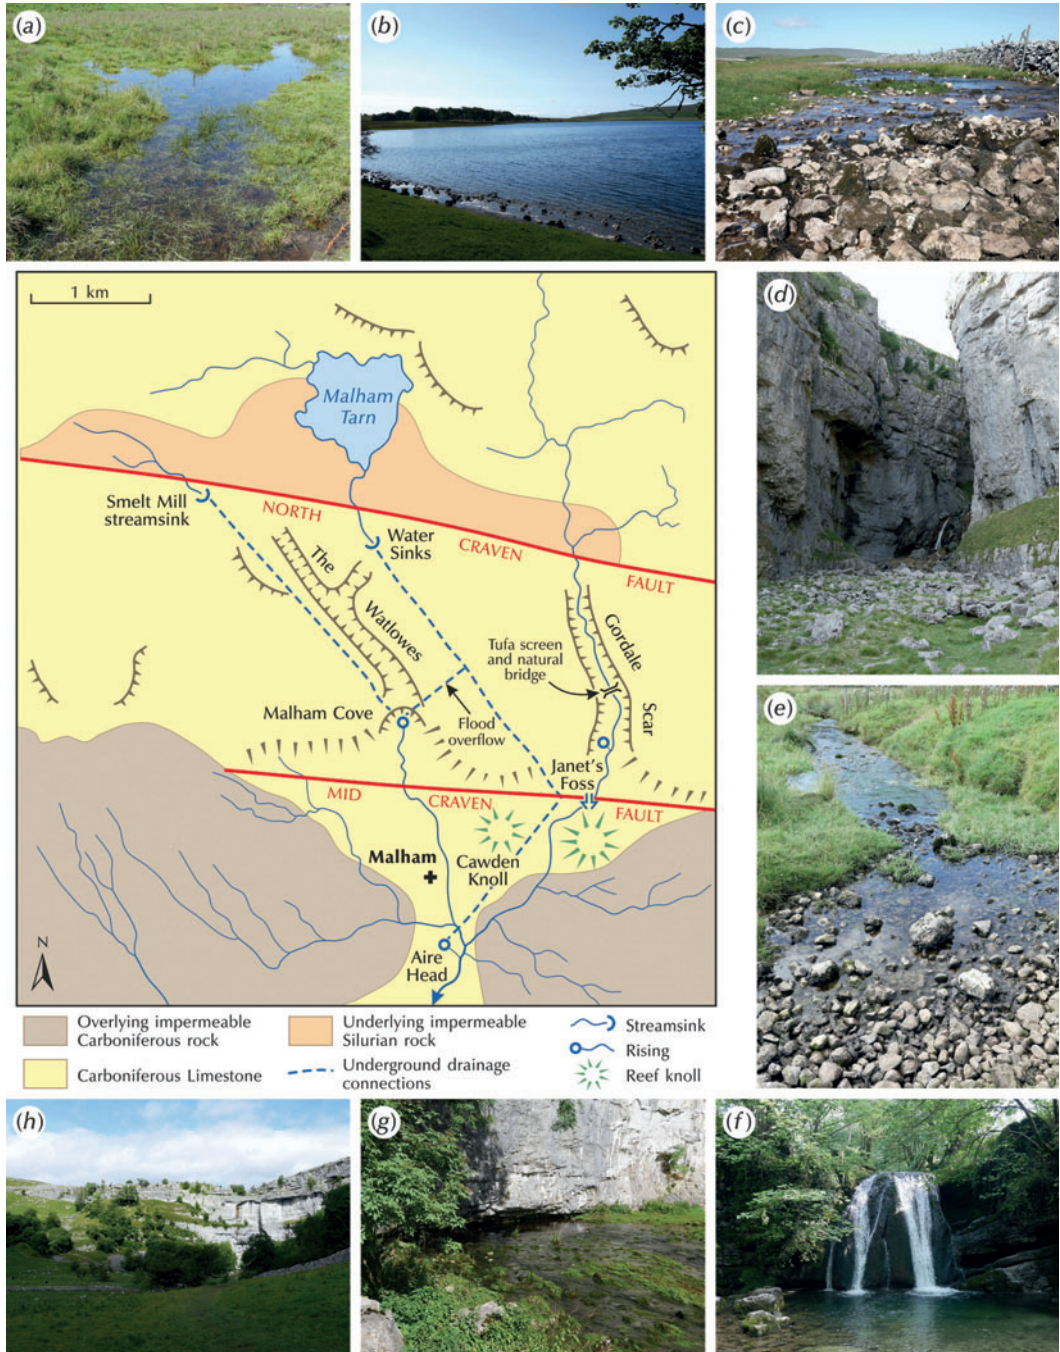 (a)
(b)
(c)
1 km
Malham
Tarn
(d)
Smelt Mill
streamsink
NORTH
CRAVEN
FAULT
Water
Sinks
The
Watlowes
Gordale
Scar
Tufa screen
and natural
bridge
Malham Cove
Flood
overflow
Janet's
Foss
(e)
MID
CRAVEN
FAULT
Malham
Cawden
Knoll
Aire
Head
N
Overlying impermeable
Carboniferous rock
Underlying impermeable
Silurian rock
Streamsink
Carboniferous Limestone
Underground drainage
connections
Rising
Reef knoll
(h)
(g)
(f)